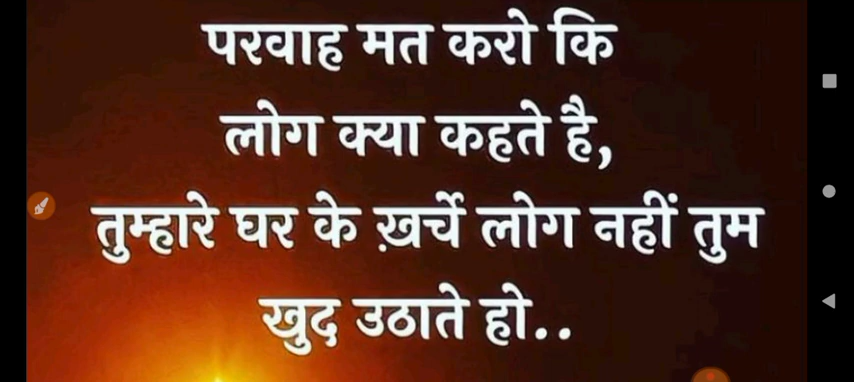 परवाह मत करो कि
लोग क्या कहते है,
तुम्हारे घर के ख़र्चे लोग नहीं तुम
खुद उठाते हो..